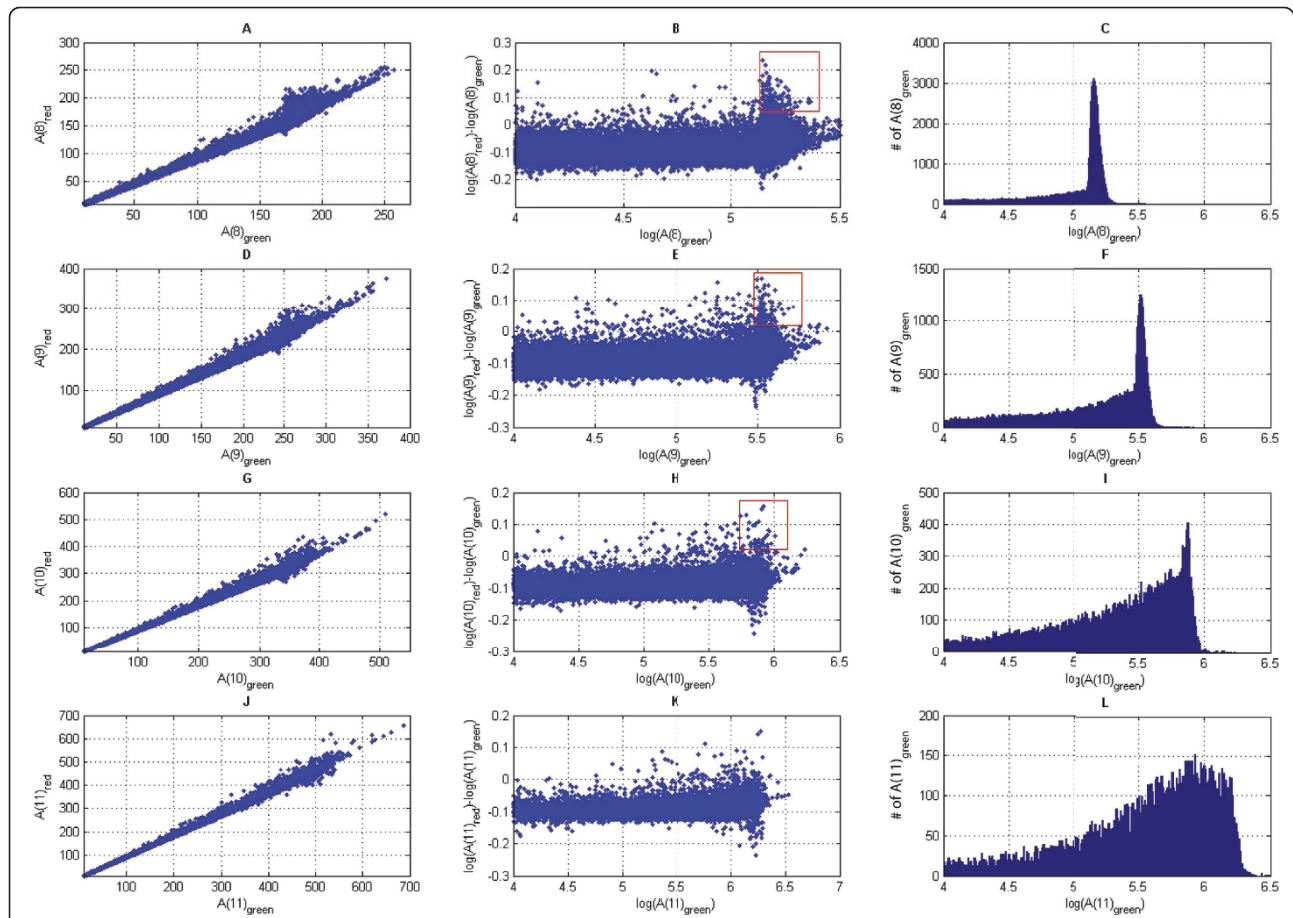 A
A(8)red
300
250
200
150
100
50
50 100 150 200 250
A(8)green
B
log(A(8)red)-log(A(8)green)
0.3
0.2
0.1
0
-0.1
-0.2
4 4.5 5 5.5
log(A(8)green)
C
# of A(8)green
4000
3000
2000
1000
0
4 4.5 5 5.5 6 6.5
log(A(8)green)
D
A(9)red
400
300
200
100
50 100 150 200 250 300 350 400
A(9)green
E
log(A(9)red)-log(A(9)green)
0.2
0.1
0
-0.1
-0.2
-0.3
4 4.5 5 5.5 6
log(A(9)green)
F
# of A(9)green
1500
1000
500
0
4 4.5 5 5.5 6 6.5
log(A(9)green)
G
A(10)red
600
500
400
300
200
100
100 200 300 400 500
A(10)green
H
log(A(10)red)-log(A(10)green)
0.2
0.1
0
-0.1
-0.2
-0.3
4 4.5 5 5.5 6 6.5
log(A(10)green)
I
# of A(10)green
500
400
300
200
100
0
4 4.5 5 5.5 6 6.5
log(A(10)green)
J
A(11)red
700
600
500
400
300
200
100
100 200 300 400 500 600 700
A(11)green
K
log(A(11)red)-log(A(11)green)
0.2
0.1
0
-0.1
-0.2
-0.3
4 4.5 5 5.5 6 6.5 7
log(A(11)green)
L
# of A(11)green
200
150
100
50
0
4 4.5 5 5.5 6 6.5
log(A(11)green)